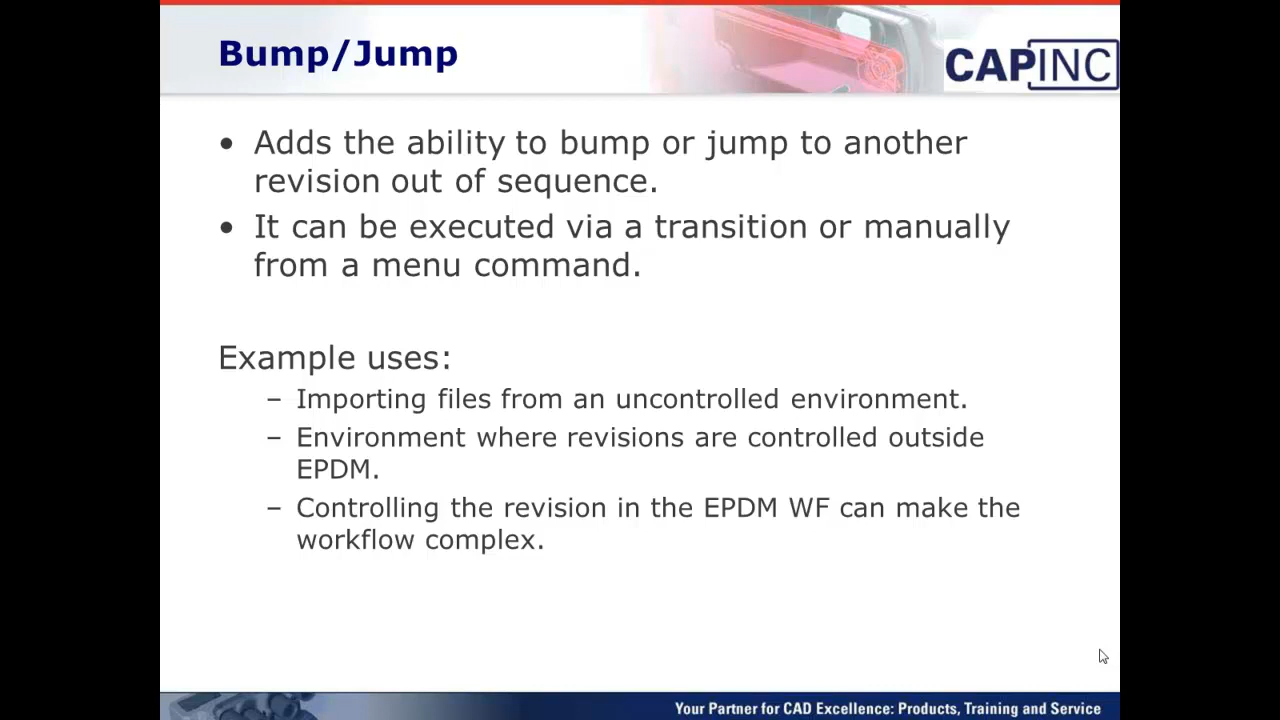 Bump/Jump
CAPINC
• Adds the ability to bump or jump to another
revision out of sequence.
• It can be executed via a transition or manually
from a menu command.
Example uses:
– Importing files from an uncontrolled environment.
– Environment where revisions are controlled outside
EPDM.
– Controlling the revision in the EPDM WF can make the
workflow complex.
Your Partner for CAD Excellence: Products, Training and Service